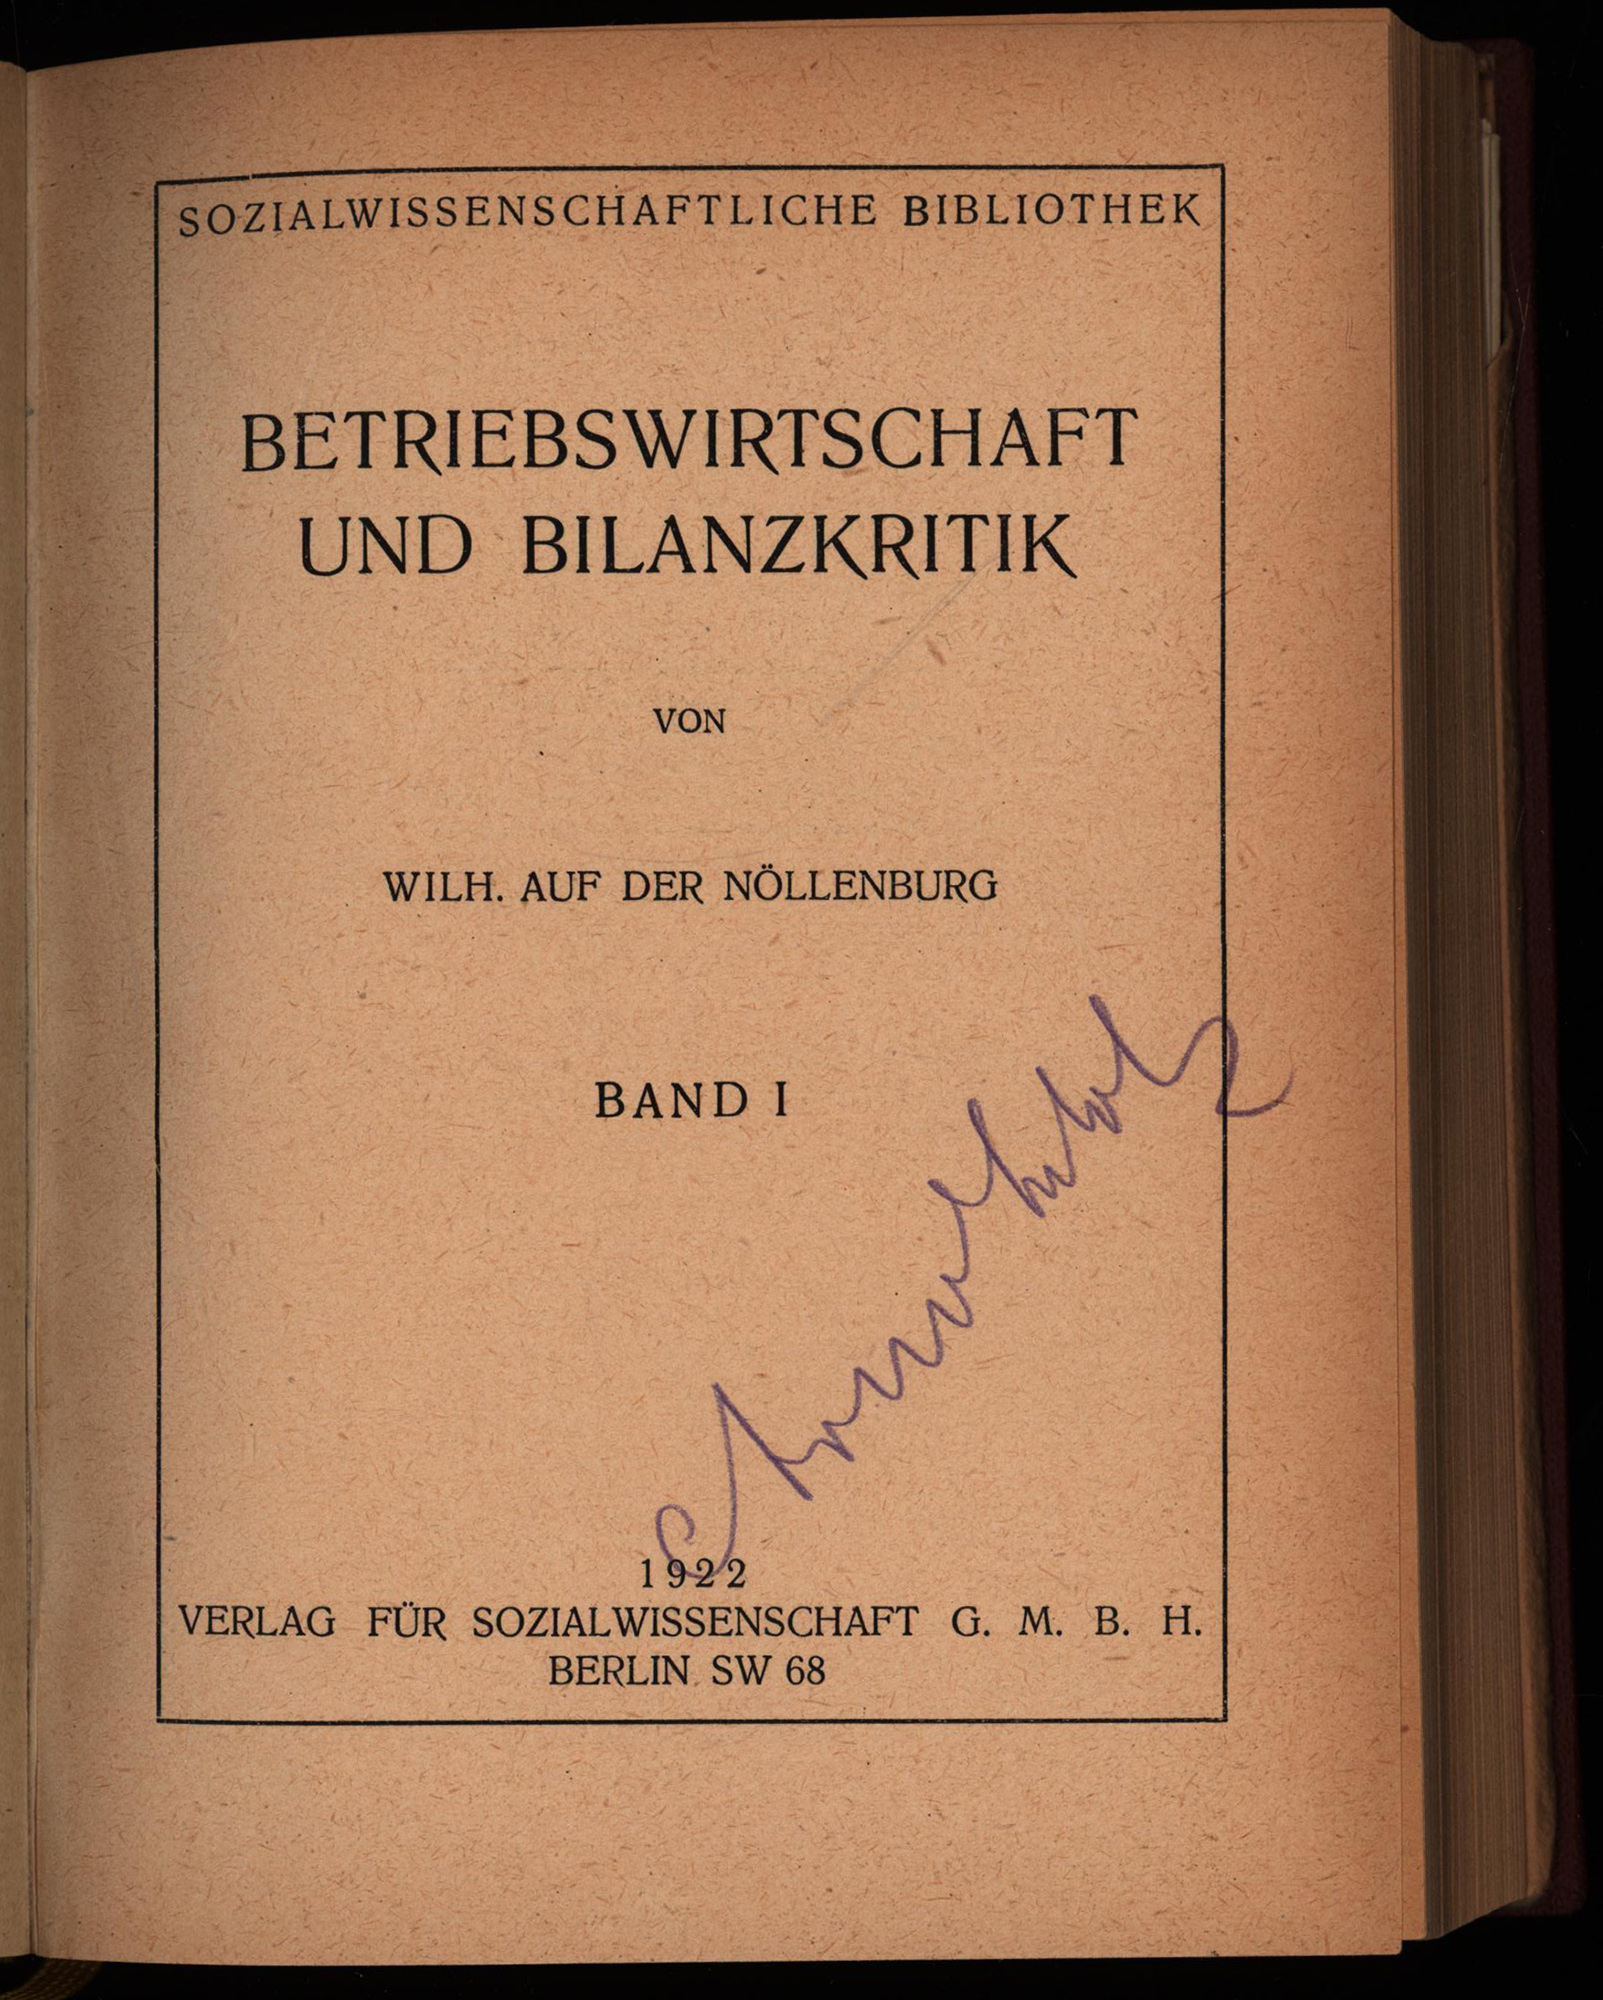 SOZIALWISSENSCHAFTLICHE BIBLIOTHEK
BETRIEBSWIRTSCHAFT
UND BILANZKRITIK
VON
WILH. AUF DER NÖLLENBURG
BAND I
1922
VERLAG FÜR SOZIALWISSENSCHAFT G. M. B. H.
BERLIN SW 68